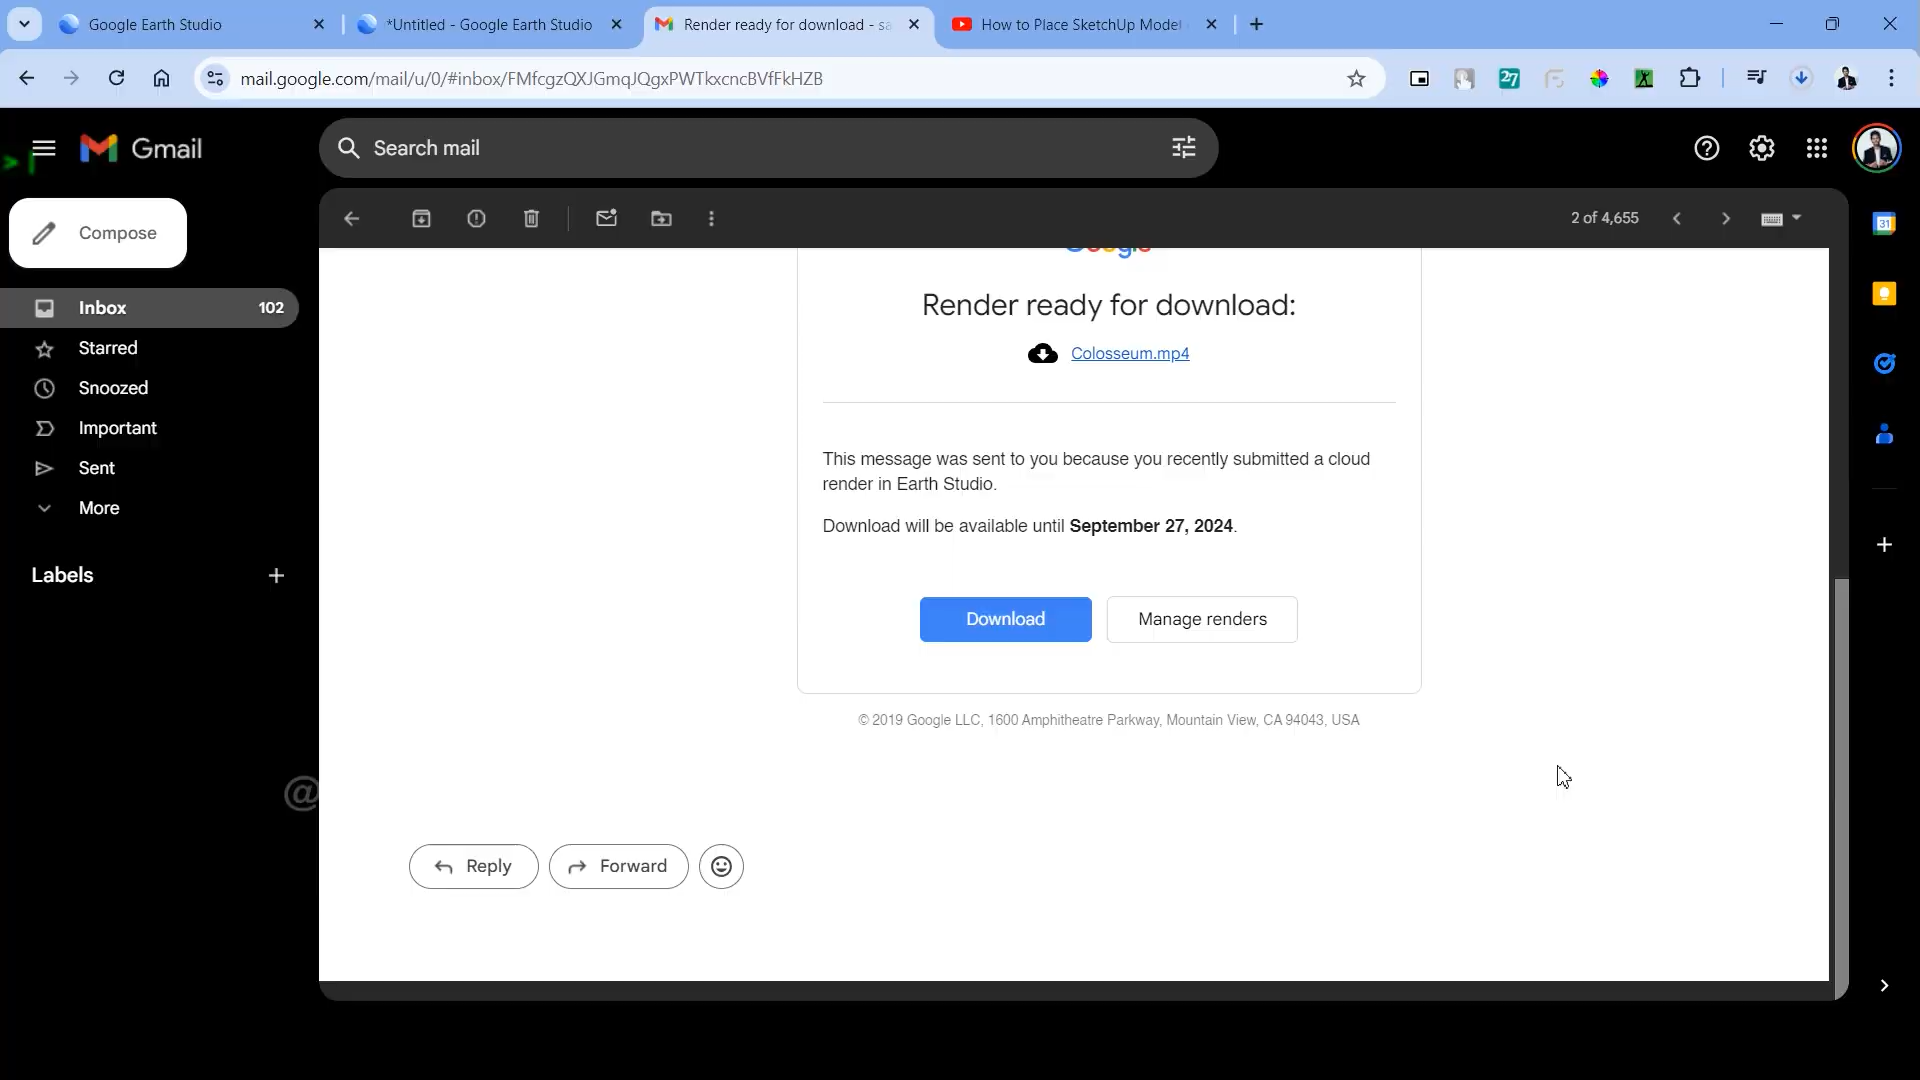 Google Earth Studio
*Untitled - Google Earth Studio
Render ready for download - sa
How to Place SketchUp Model
mail.google.com/mail/u/0/#inbox/FMfcgzQXJGmqJQgxPWTkxcncBVfFkHZB
27
Gmail
Search mail
Compose
2 of 4,655
31
Inbox 102
Starred
Snoozed
Important
Sent
More
Labels
Google
Render ready for download:
Colosseum.mp4
This message was sent to you because you recently submitted a cloud
render in Earth Studio.
Download will be available until September 27, 2024.
Download
Manage renders
© 2019 Google LLC, 1600 Amphitheatre Parkway, Mountain View, CA 94043, USA
@
Reply
Forward